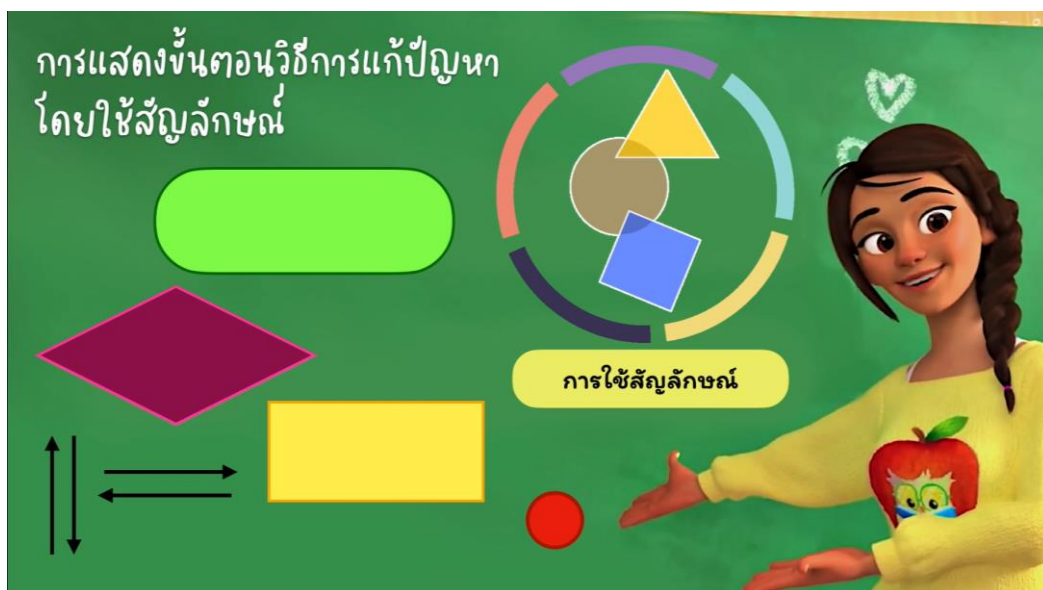 การแสดงขั้นตอนวิธีการแก้ปัญหา
โดยใช้สัญลักษณ์
การใช้สัญลักษณ์